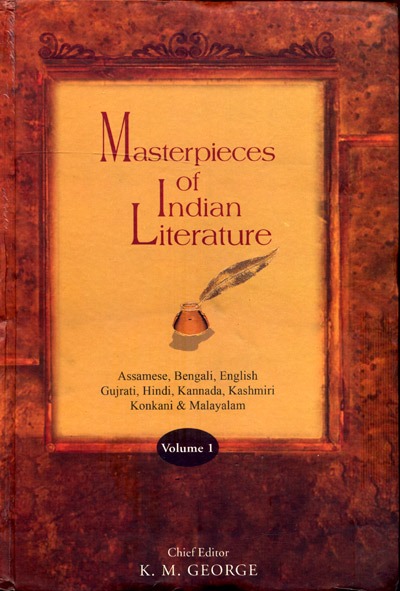 Masterpieces
of
Indian
Literature
Assamese, Bengali, English
Gujrati, Hindi, Kannada, Kashmiri
Konkani & Malayalam
Volume 1
Chief Editor
K. M. GEORGE